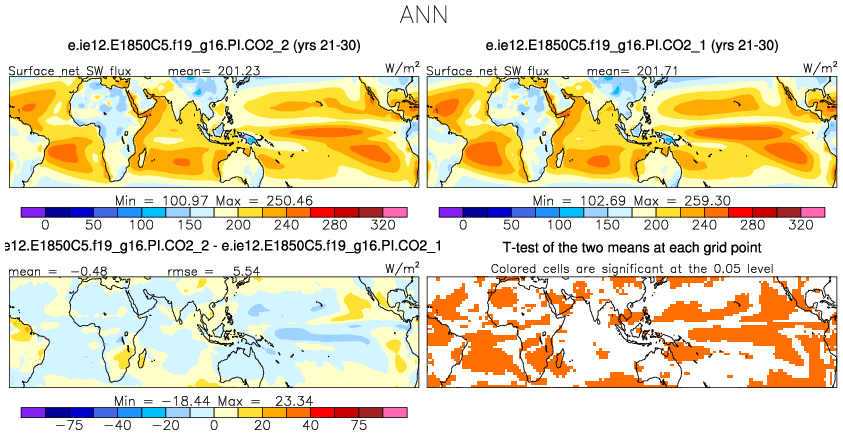 ANN
e.ie12.E1850C5.f19_g16.PI.CO2_2 (yrs 21-30)
Surface net SW flux mean= 201.23 W/m²
Min = 100.97 Max = 250.46
0 50 100 150 200 240 280 320
e.ie12.E1850C5.f19_g16.PI.CO2_1 (yrs 21-30)
Surface net SW flux mean= 201.71 W/m²
Min = 102.69 Max = 259.30
0 50 100 150 200 240 280 320
e.ie12.E1850C5.f19_g16.PI.CO2_2 - e.ie12.E1850C5.f19_g16.PI.CO2_1
mean = -0.48 rmse = 5.54 W/m²
Min = -18.44 Max = 23.34
-75 -40 -20 0 20 40 75
T-test of the two means at each grid point
Colored cells are significant at the 0.05 level